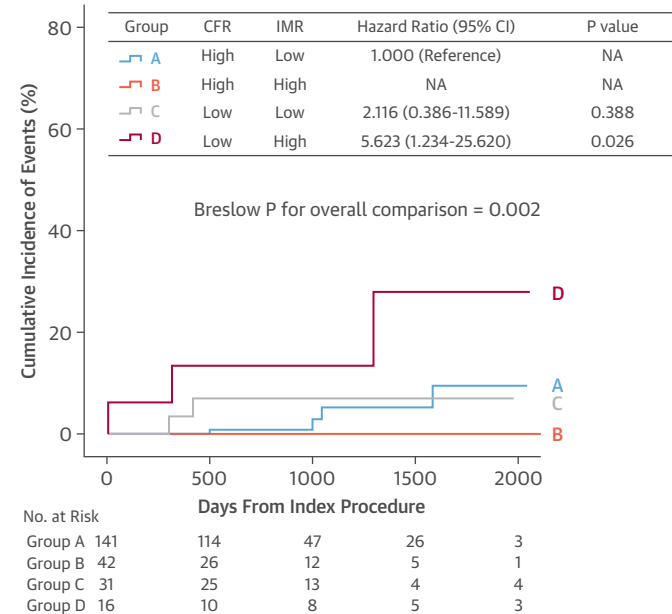 Group CFR IMR Hazard Ratio (95% CI) P value
A High Low 1.000 (Reference) NA
B High High NA NA
C Low Low 2.116 (0.386-11.589) 0.388
D Low High 5.623 (1.234-25.620) 0.026
Breslow P for overall comparison = 0.002
Cumulative Incidence of Events (%)
80
60
40
20
0
D
A
C
B
0 500 1000 1500 2000
Days From Index Procedure
No. at Risk
Group A 141 114 47 26 3
Group B 42 26 12 5 1
Group C 31 25 13 4 4
Group D 16 10 8 5 3